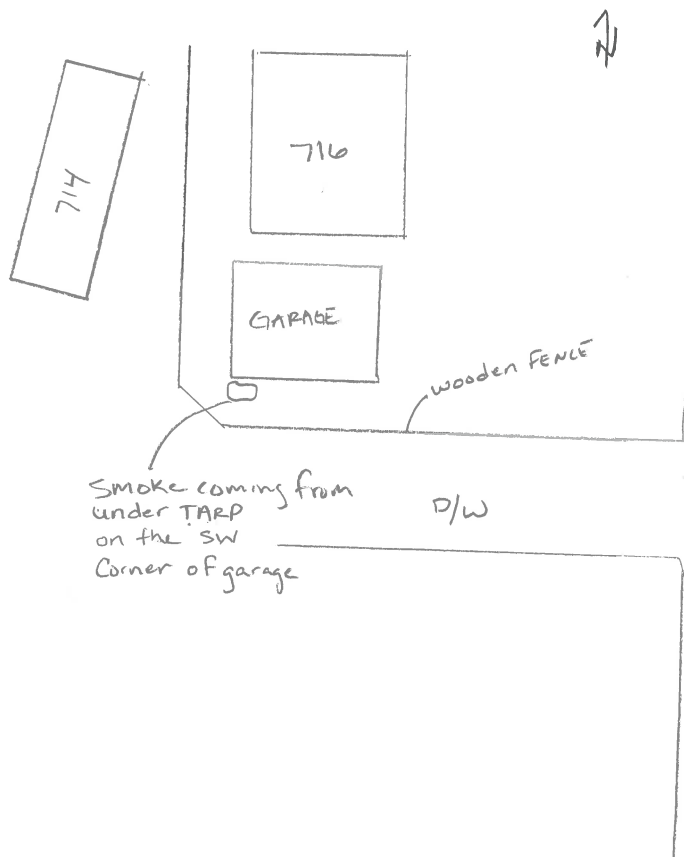 N
716
714
GARAGE
wooden FENCE
Smoke coming from
under TARP
on the SW
Corner of garage
D/W